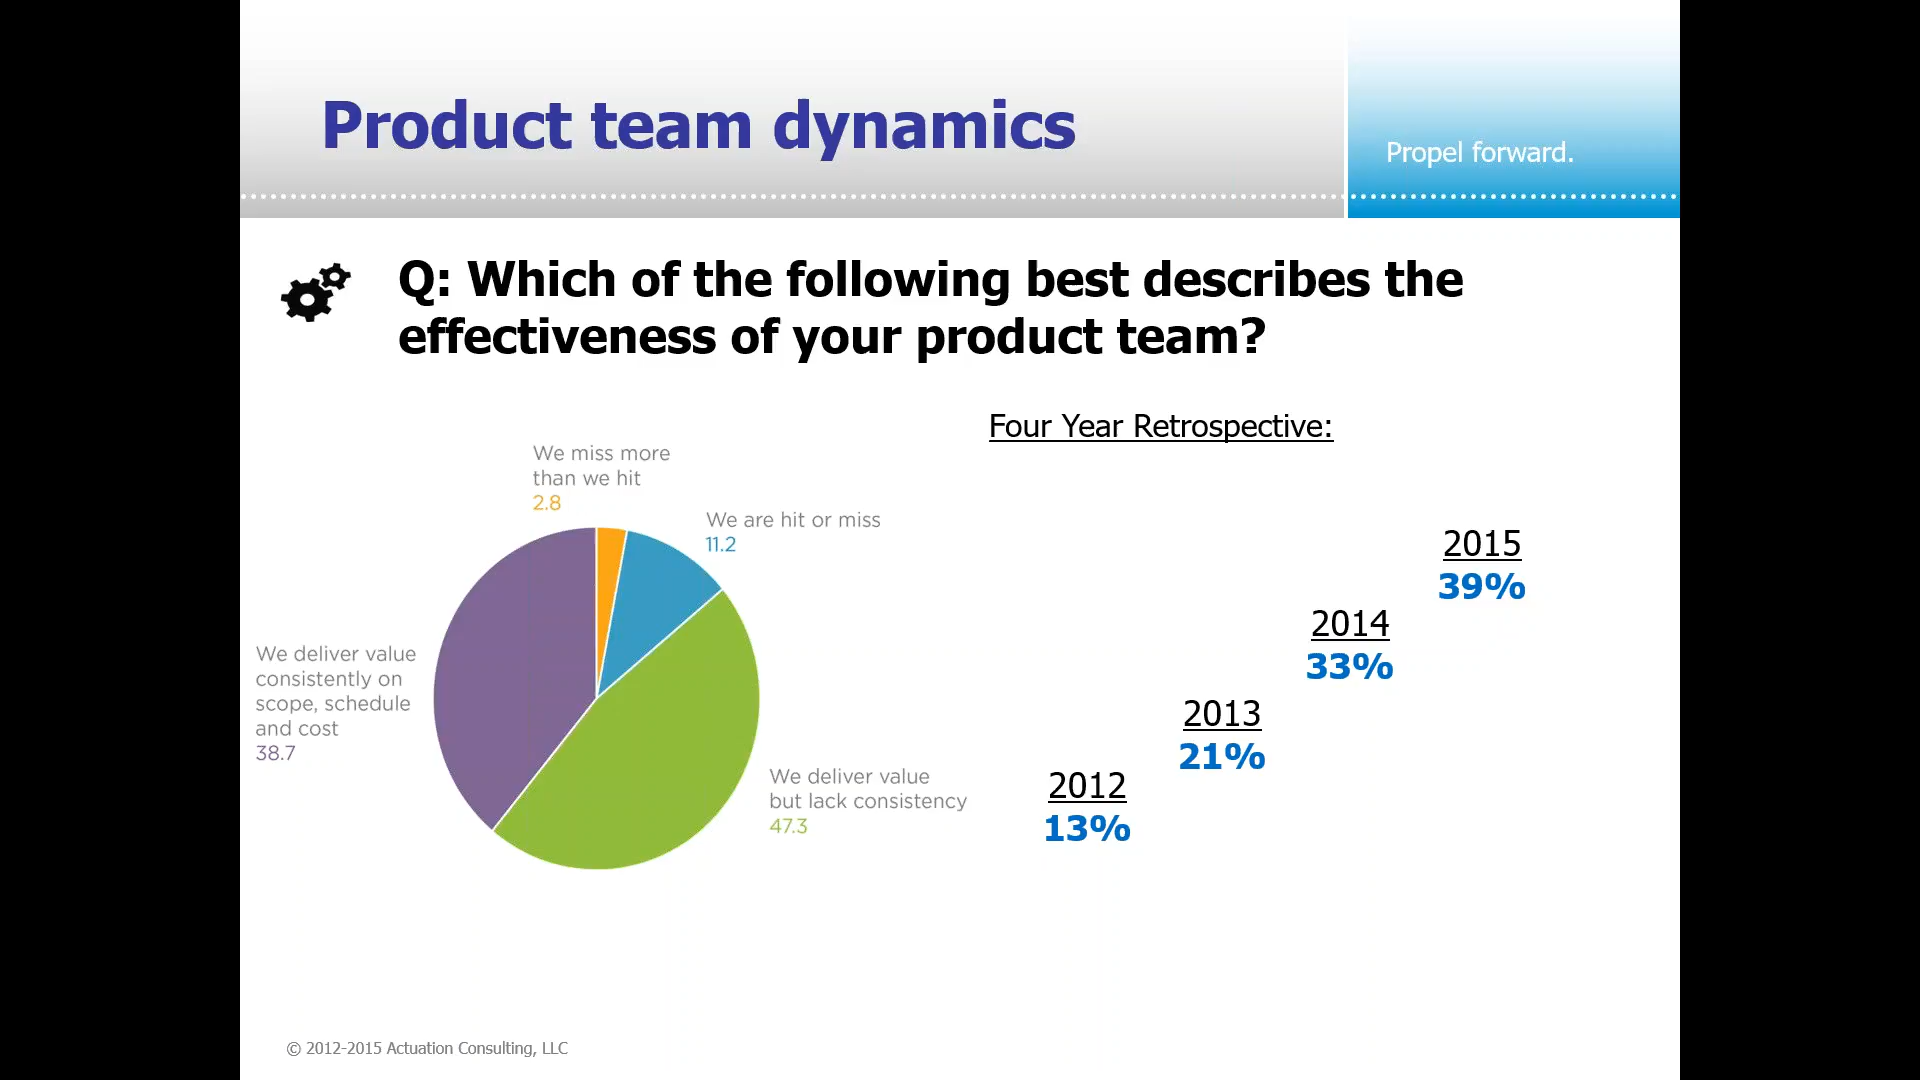 Product team dynamics
Propel forward.
Q: Which of the following best describes the
effectiveness of your product team?
Four Year Retrospective:
We miss more
than we hit
2.8
We are hit or miss
11.2
We deliver value
consistently on
scope, schedule
and cost
38.7
We deliver value
but lack consistency
47.3
2015
39%
2014
33%
2013
21%
2012
13%
© 2012-2015 Actuation Consulting, LLC